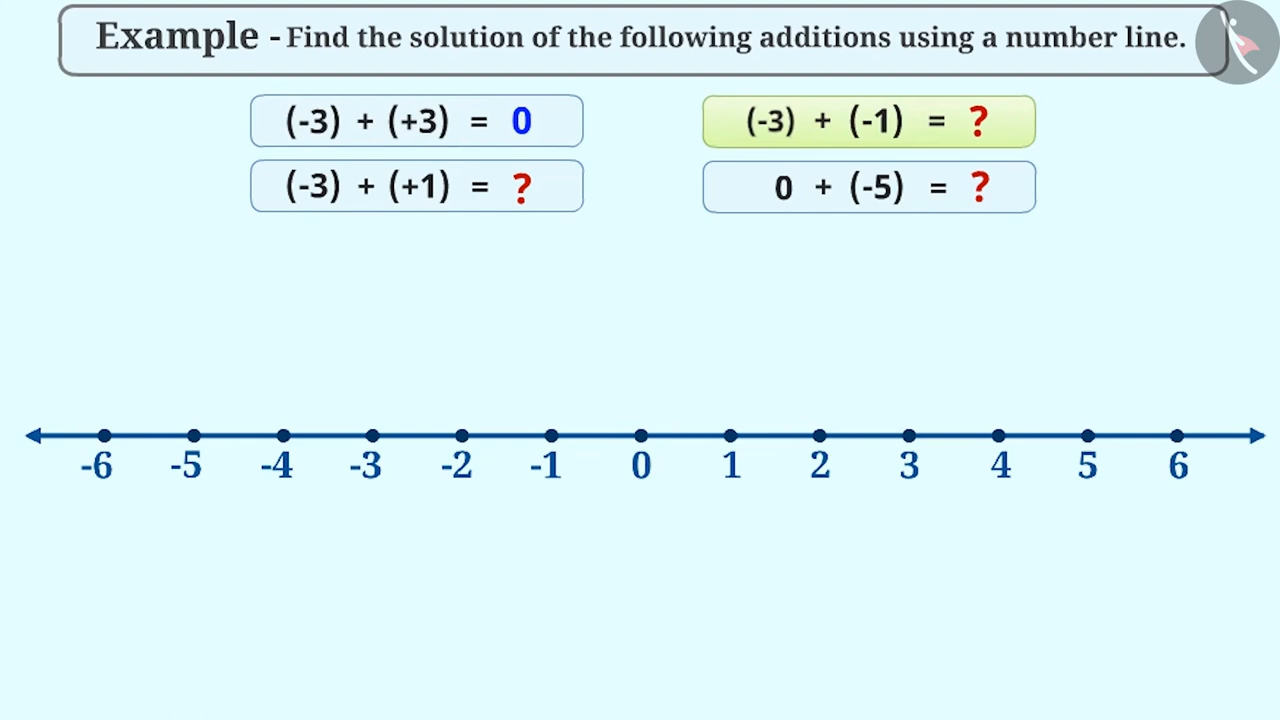 Example - Find the solution of the following additions using a number line.
(-3) + (+3) = 0
(-3) + (-1) = ?
(-3) + (+1) = ?
0 + (-5) = ?
-6 -5 -4 -3 -2 -1 0 1 2 3 4 5 6